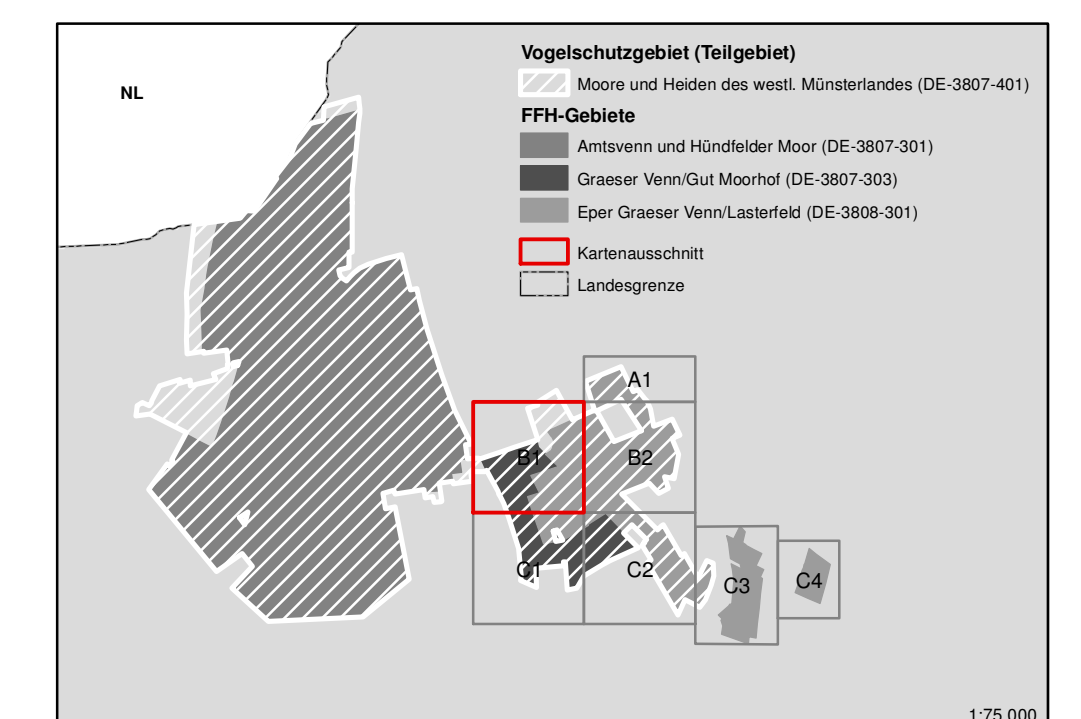 NL
Vogelschutzgebiet (Teilgebiet)
Moore und Heiden des westl. Münsterlandes (DE-3807-401)
FFH-Gebiete
Amtsvenn und Hündfelder Moor (DE-3807-301)
Graeser Venn/Gut Moorhof (DE-3807-303)
Eper Graeser Venn/Lasterfeld (DE-3808-301)
Kartenausschnitt
Landesgrenze
A1
B1
B2
C1
C2
C3
C4
1:75.000